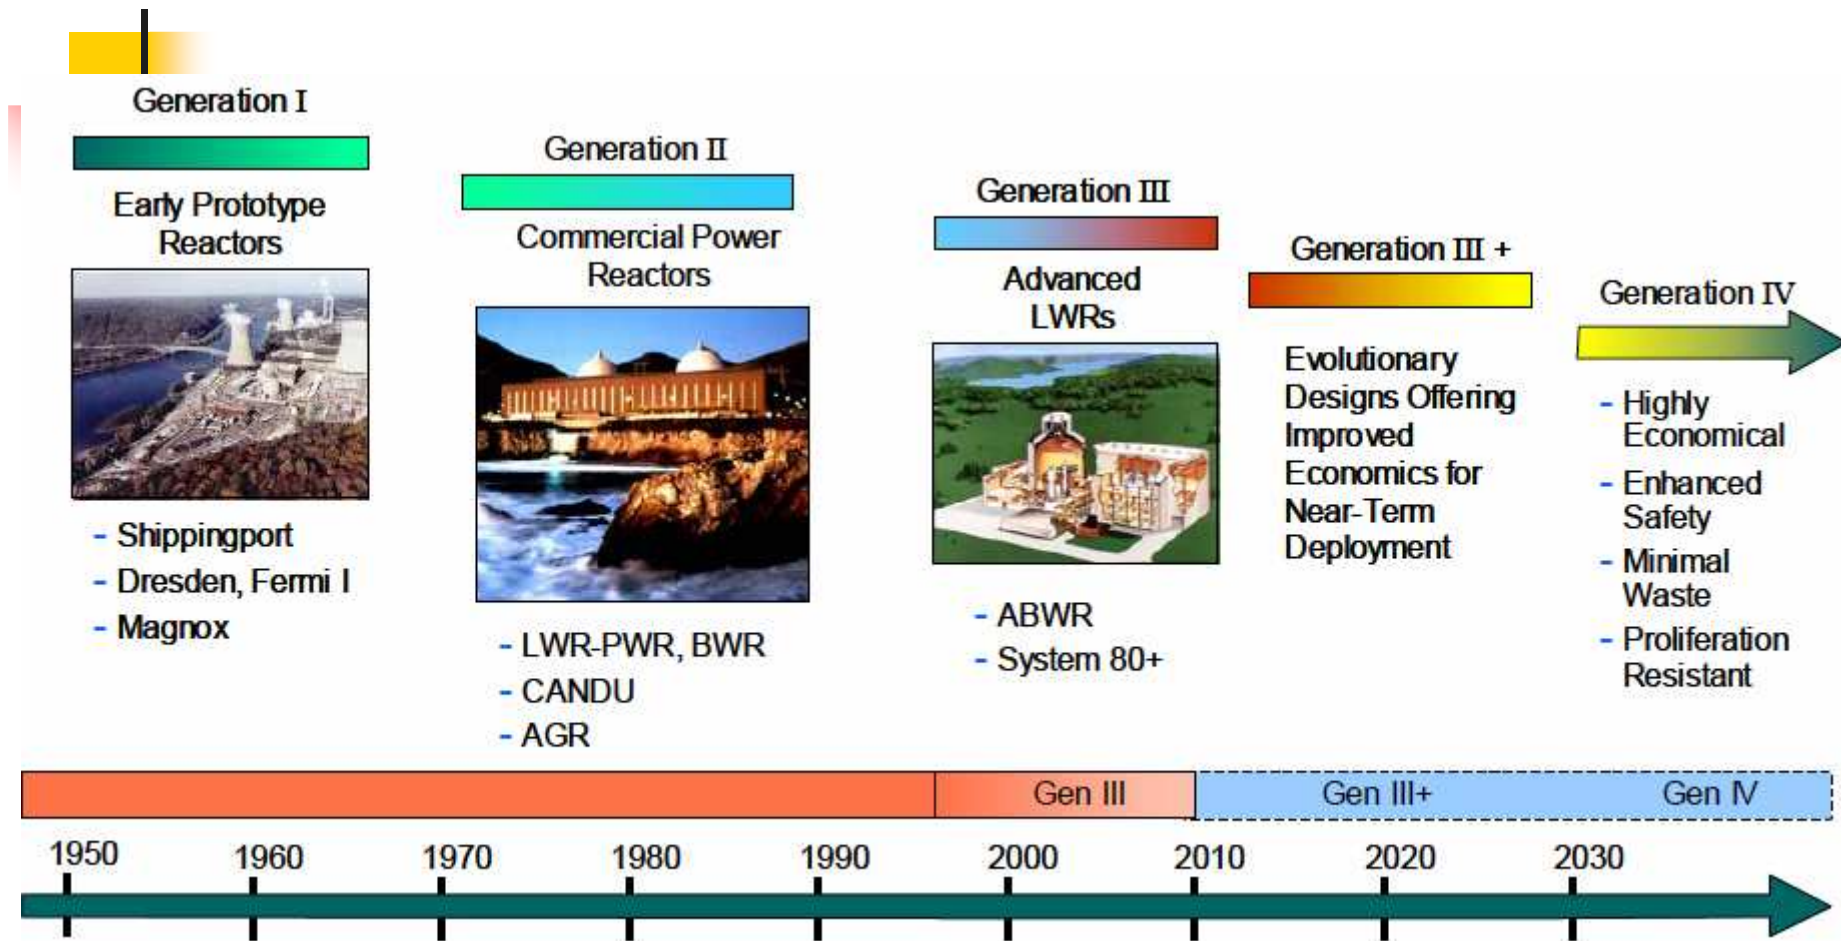 Generation I
Early Prototype
Reactors
- Shippingport
- Dresden, Fermi I
- Magnox
Generation II
Commercial Power
Reactors
- LWR-PWR, BWR
- CANDU
- AGR
Generation III
Advanced
LWRs
- ABWR
- System 80+
Generation III +
Evolutionary
Designs Offering
Improved
Economics for
Near-Term
Deployment
Generation IV
- Highly
Economical
- Enhanced
Safety
- Minimal
Waste
- Proliferation
Resistant
Gen III
Gen III+
Gen IV
1950
1960
1970
1980
1990
2000
2010
2020
2030